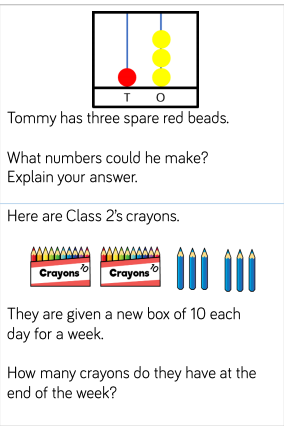 T O
Tommy has three spare red beads.
What numbers could he make?
Explain your answer.
Here are Class 2's crayons.
Crayons 10 Crayons 10
They are given a new box of 10 each
day for a week.
How many crayons do they have at the
end of the week?